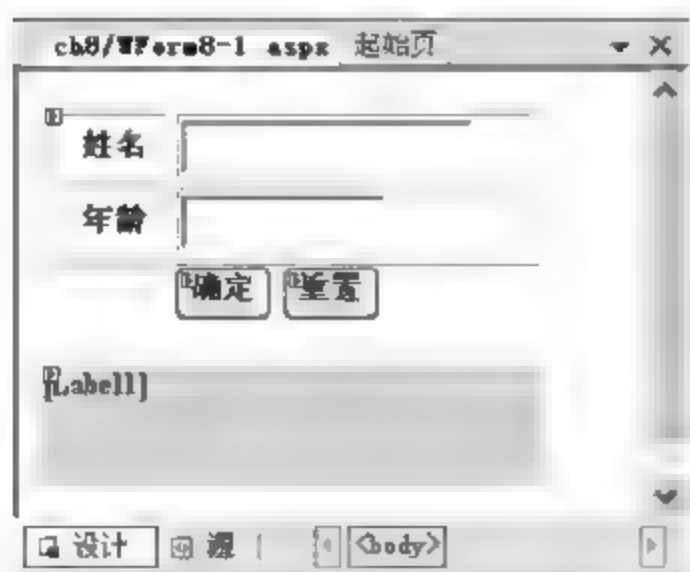 ch8/WForm8-1 aspx 起始页
姓名
年龄
确定 重置
[Label1]
设计 源 <body>